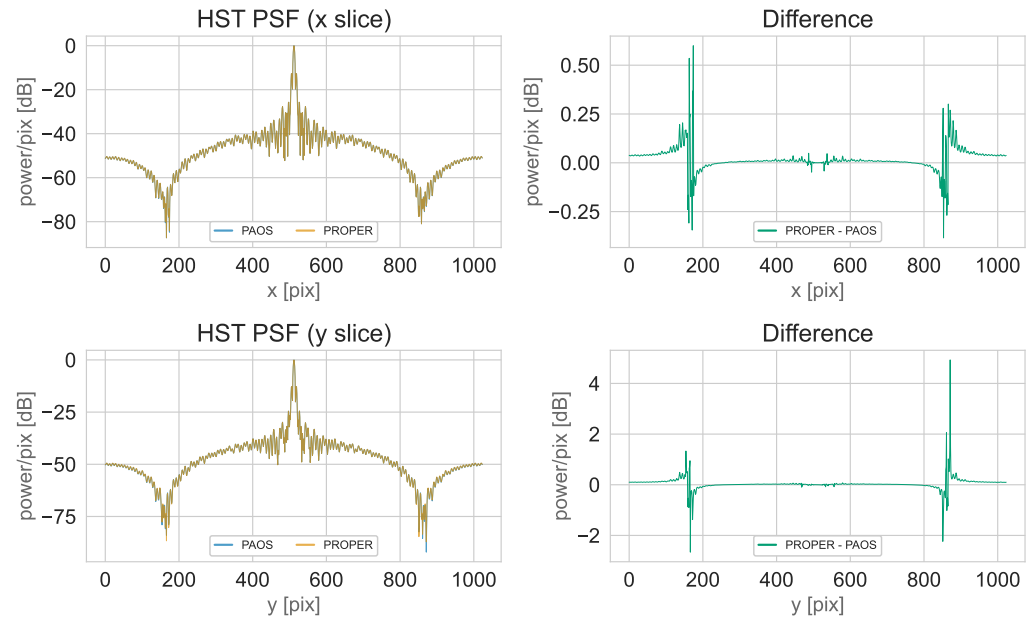 HST PSF (x slice)
power/pix [dB]
0
−20
−40
−60
−80
PAOS
PROPER
0 200 400 600 800 1000
x [pix]
Difference
power/pix [dB]
0.50
0.25
0.00
−0.25
PROPER - PAOS
0 200 400 600 800 1000
x [pix]
HST PSF (y slice)
power/pix [dB]
0
−25
−50
−75
PAOS
PROPER
0 200 400 600 800 1000
y [pix]
Difference
power/pix [dB]
4
2
0
−2
PROPER - PAOS
0 200 400 600 800 1000
y [pix]